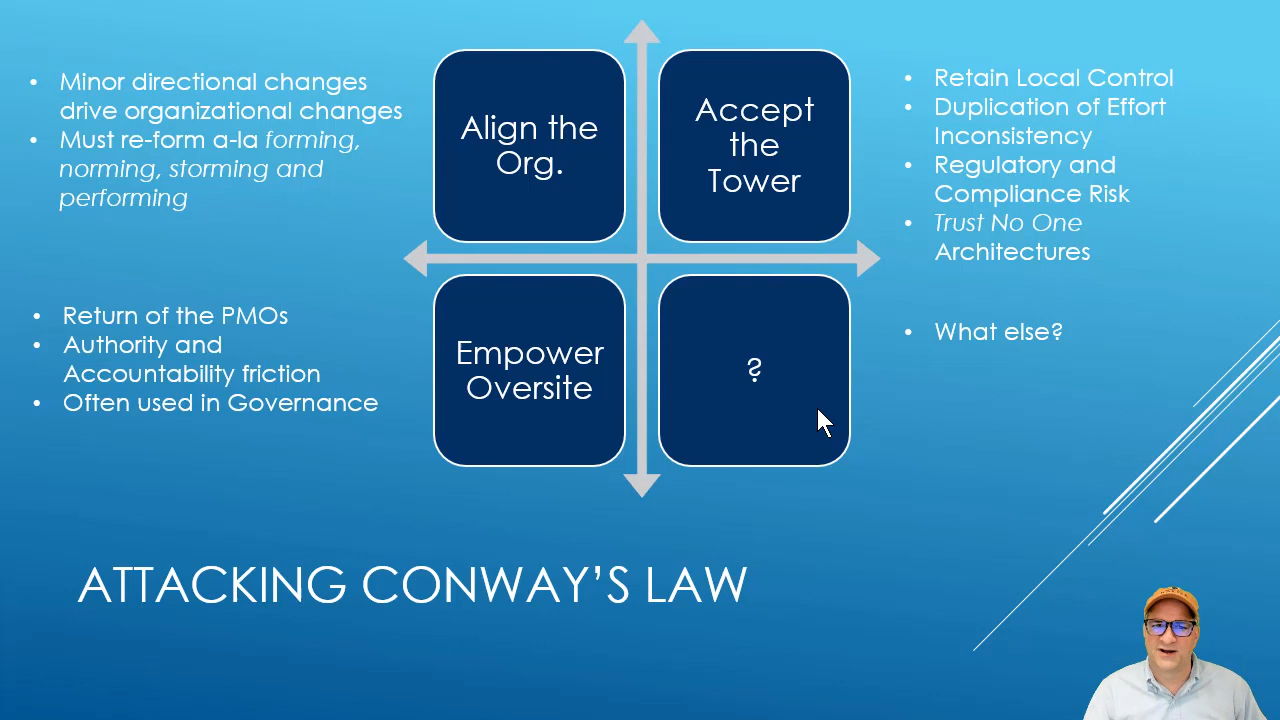 • Minor directional changes
drive organizational changes
• Must re-form a-la forming,
norming, storming and
performing
Align the
Org.
Accept
the
Tower
• Retain Local Control
• Duplication of Effort
Inconsistency
• Regulatory and
Compliance Risk
• Trust No One
Architectures
• Return of the PMOs
• Authority and
Accountability friction
• Often used in Governance
Empower
Oversite
?
• What else?
ATTACKING CONWAY’S LAW